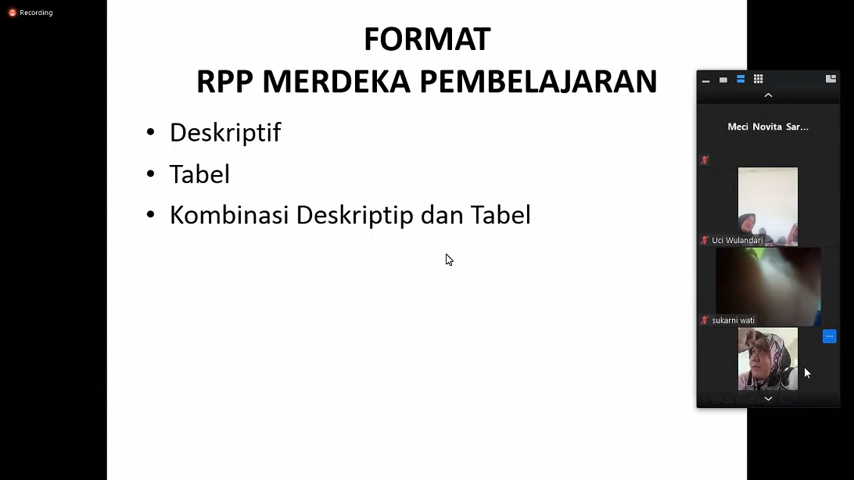 Recording
FORMAT
RPP MERDEKA PEMBELAJARAN
• Deskriptif
• Tabel
• Kombinasi Deskriptip dan Tabel
Meci Novita Sar...
Uci Wulandari
sukarni wati